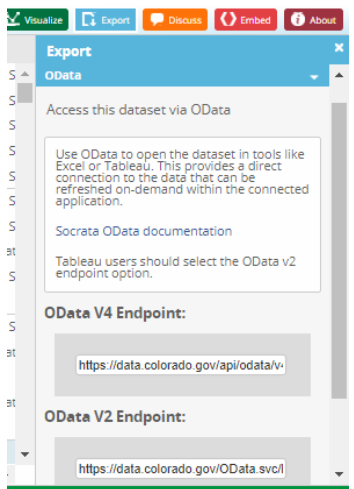 Visualize Export Discuss Embed About
Export ×
OData
Access this dataset via OData
Use OData to open the dataset in tools like
Excel or Tableau. This provides a direct
connection to the data that can be
refreshed on-demand within the connected
application.
Socrata OData documentation
Tableau users should select the OData v2
endpoint option.
OData V4 Endpoint:
https://data.colorado.gov/api/odata/v4
OData V2 Endpoint:
https://data.colorado.gov/OData.svc/